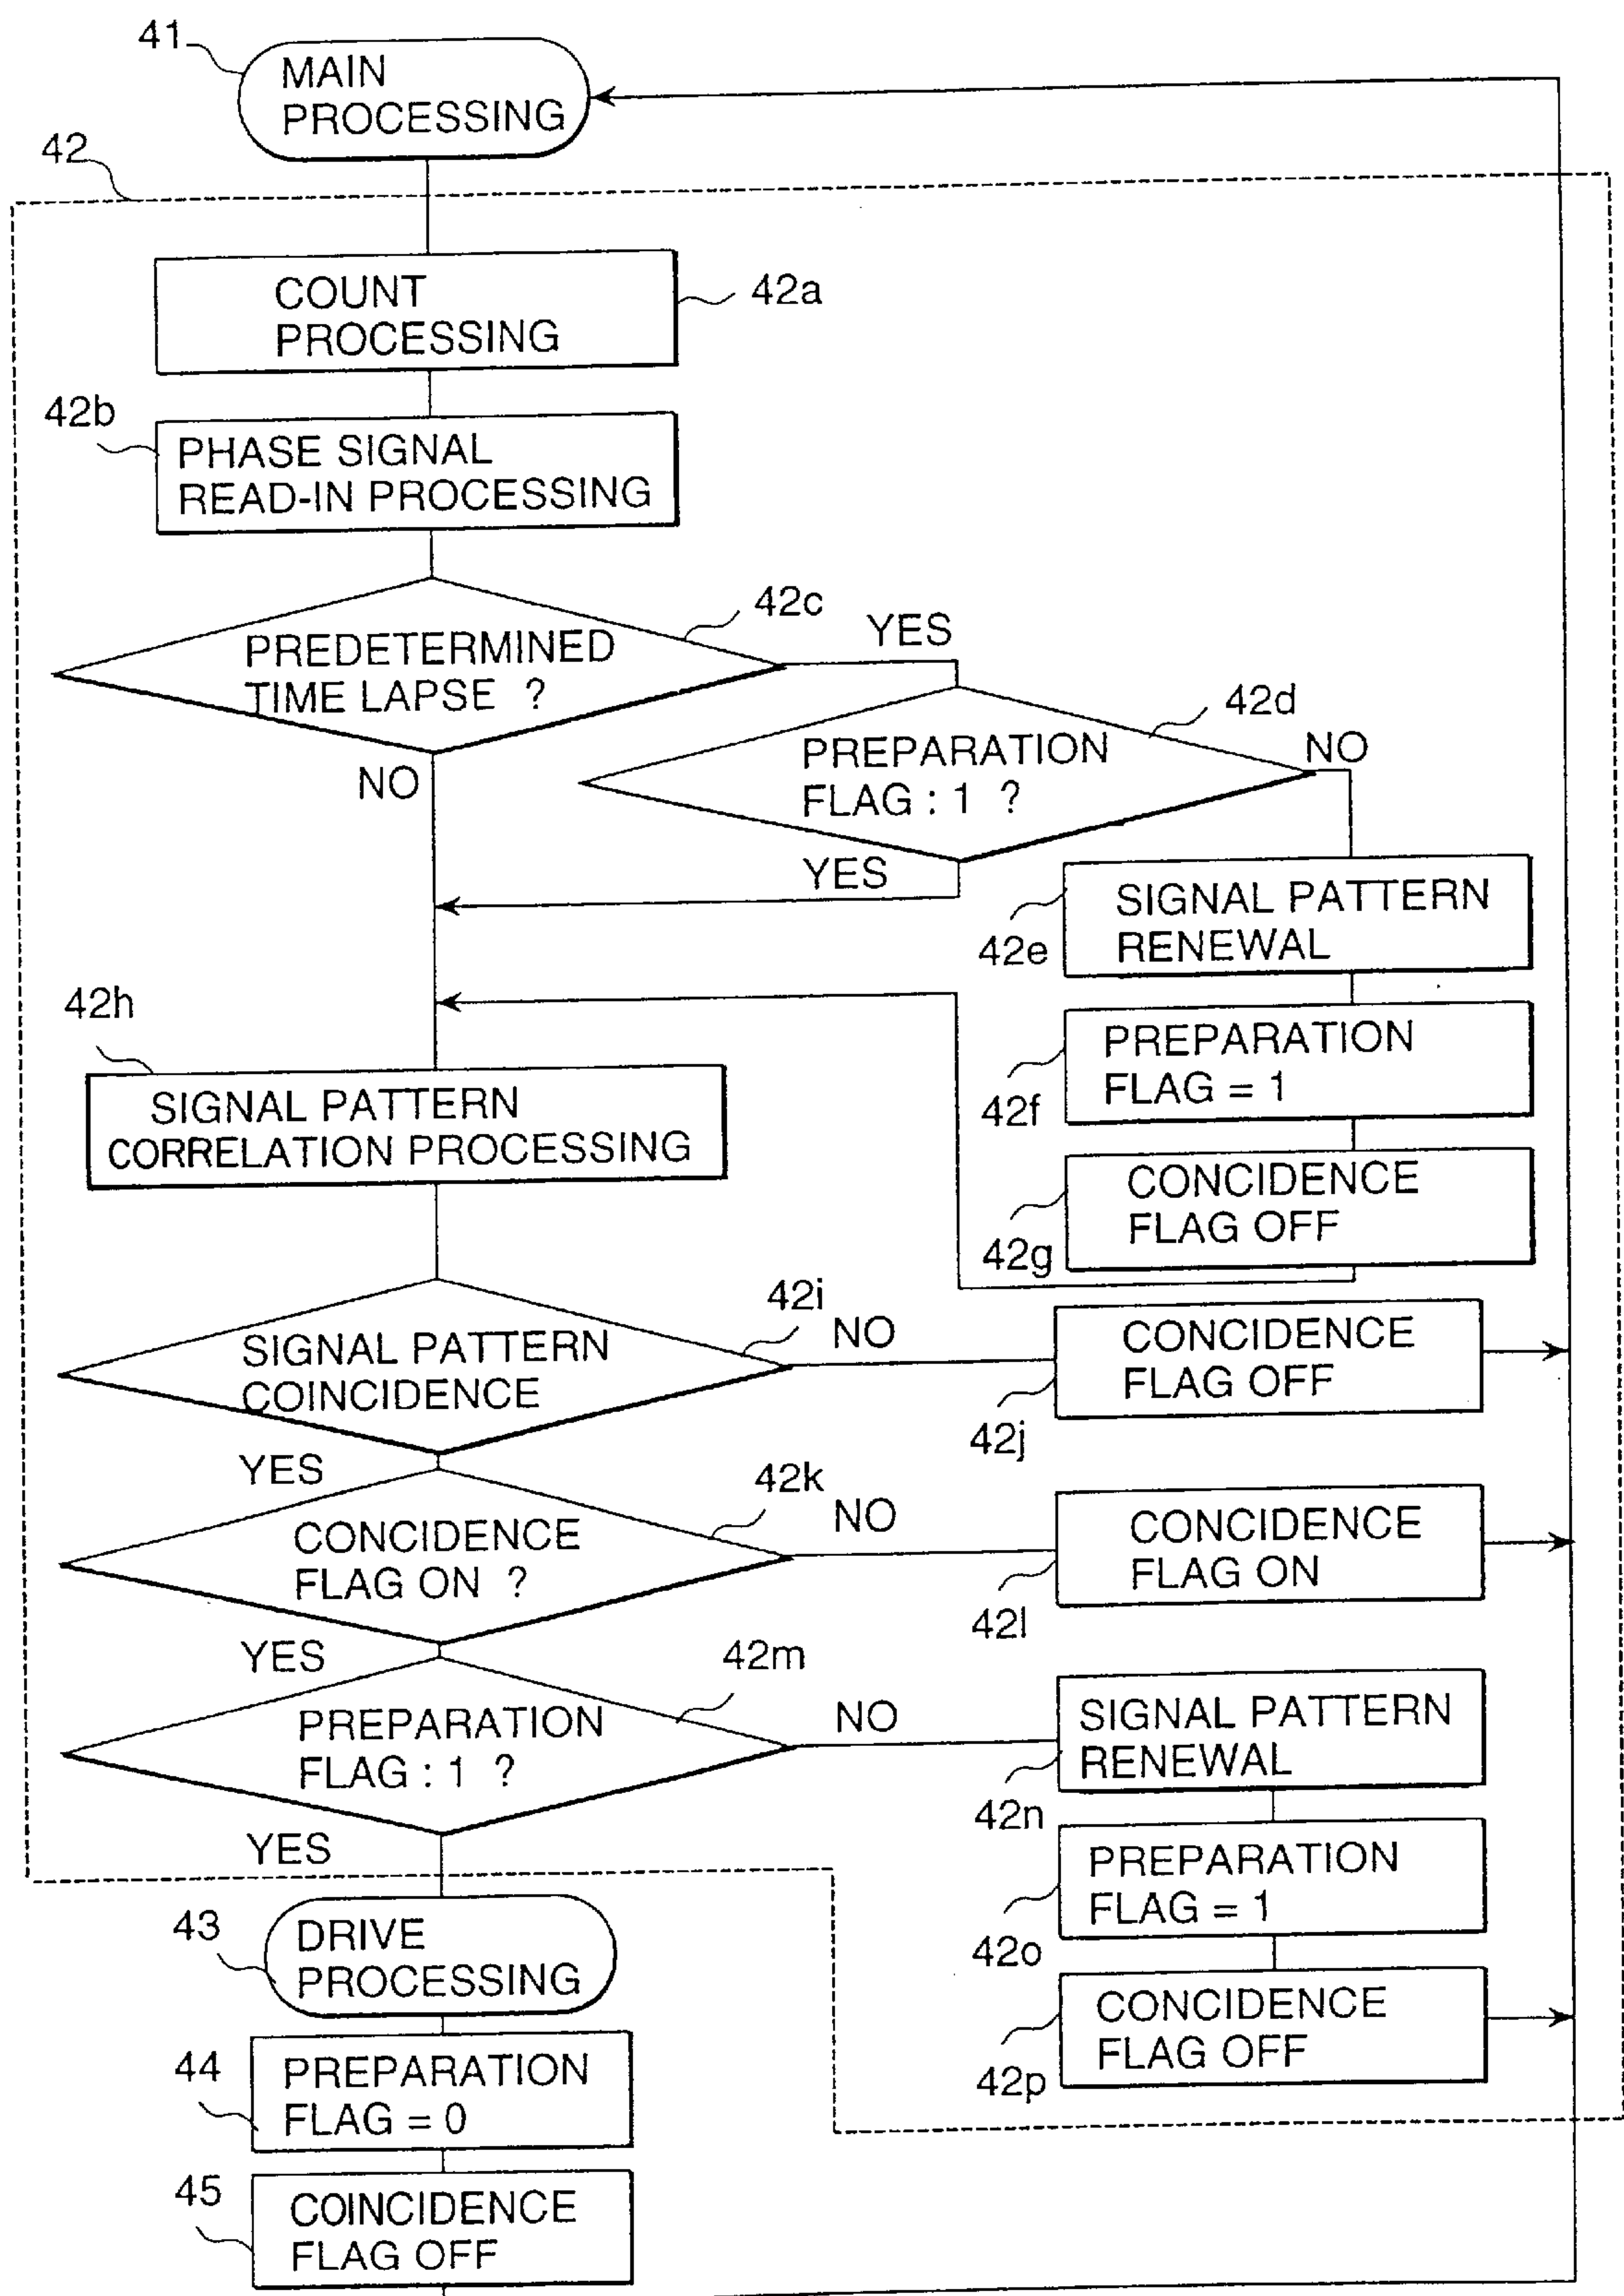 41
MAIN
PROCESSING
42
COUNT
PROCESSING
42a
42b
PHASE SIGNAL
READ-IN PROCESSING
42c
PREDETERMINED
TIME LAPSE ?
YES
NO
42d
PREPARATION
FLAG : 1 ?
NO
YES
SIGNAL PATTERN
RENEWAL
42e
PREPARATION
FLAG = 1
42f
CONCIDENCE
FLAG OFF
42g
42h
SIGNAL PATTERN
CORRELATION PROCESSING
42i
SIGNAL PATTERN
COINCIDENCE
NO
CONCIDENCE
FLAG OFF
42j
YES
42k
CONCIDENCE
FLAG ON ?
NO
CONCIDENCE
FLAG ON
42l
YES
42m
PREPARATION
FLAG : 1 ?
NO
SIGNAL PATTERN
RENEWAL
42n
PREPARATION
FLAG = 1
42o
CONCIDENCE
FLAG OFF
42p
YES
43
DRIVE
PROCESSING
44
PREPARATION
FLAG = 0
45
COINCIDENCE
FLAG OFF